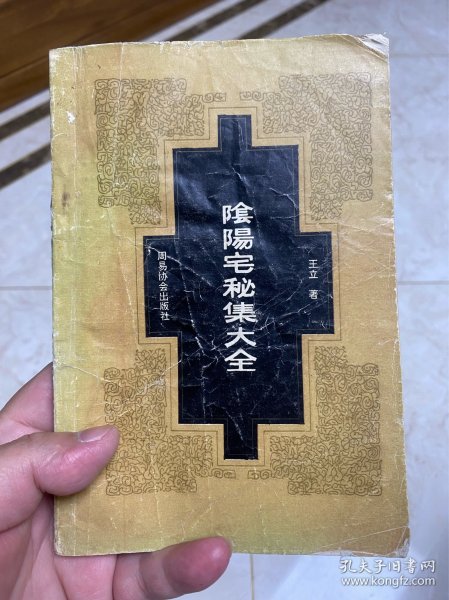 陰陽宅秘集大全
王立 著
周易协会出版社
孔夫子旧书网
www.kongfz.com